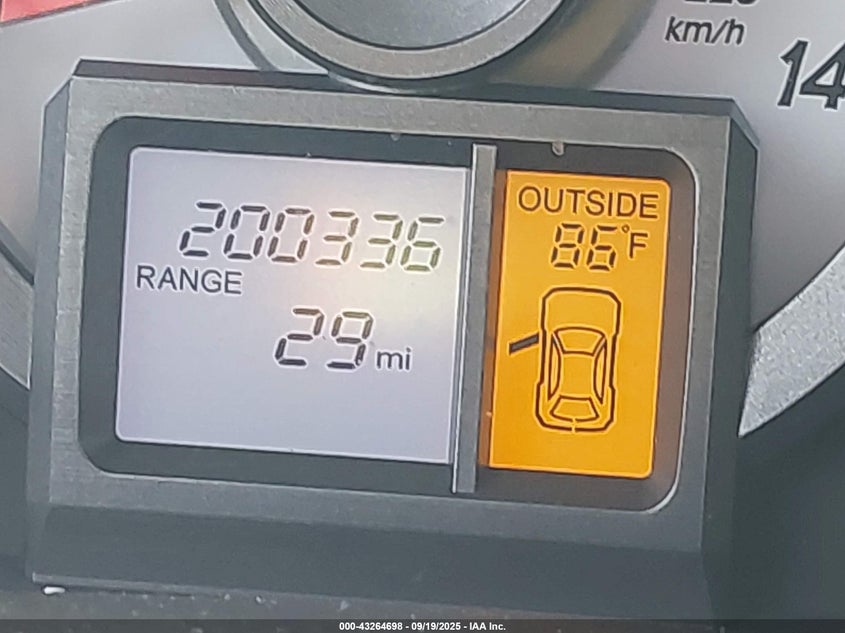 km/h
14
200336
RANGE
29 mi
OUTSIDE
86°F
000-43264698 - 09/19/2025 - IAA Inc.